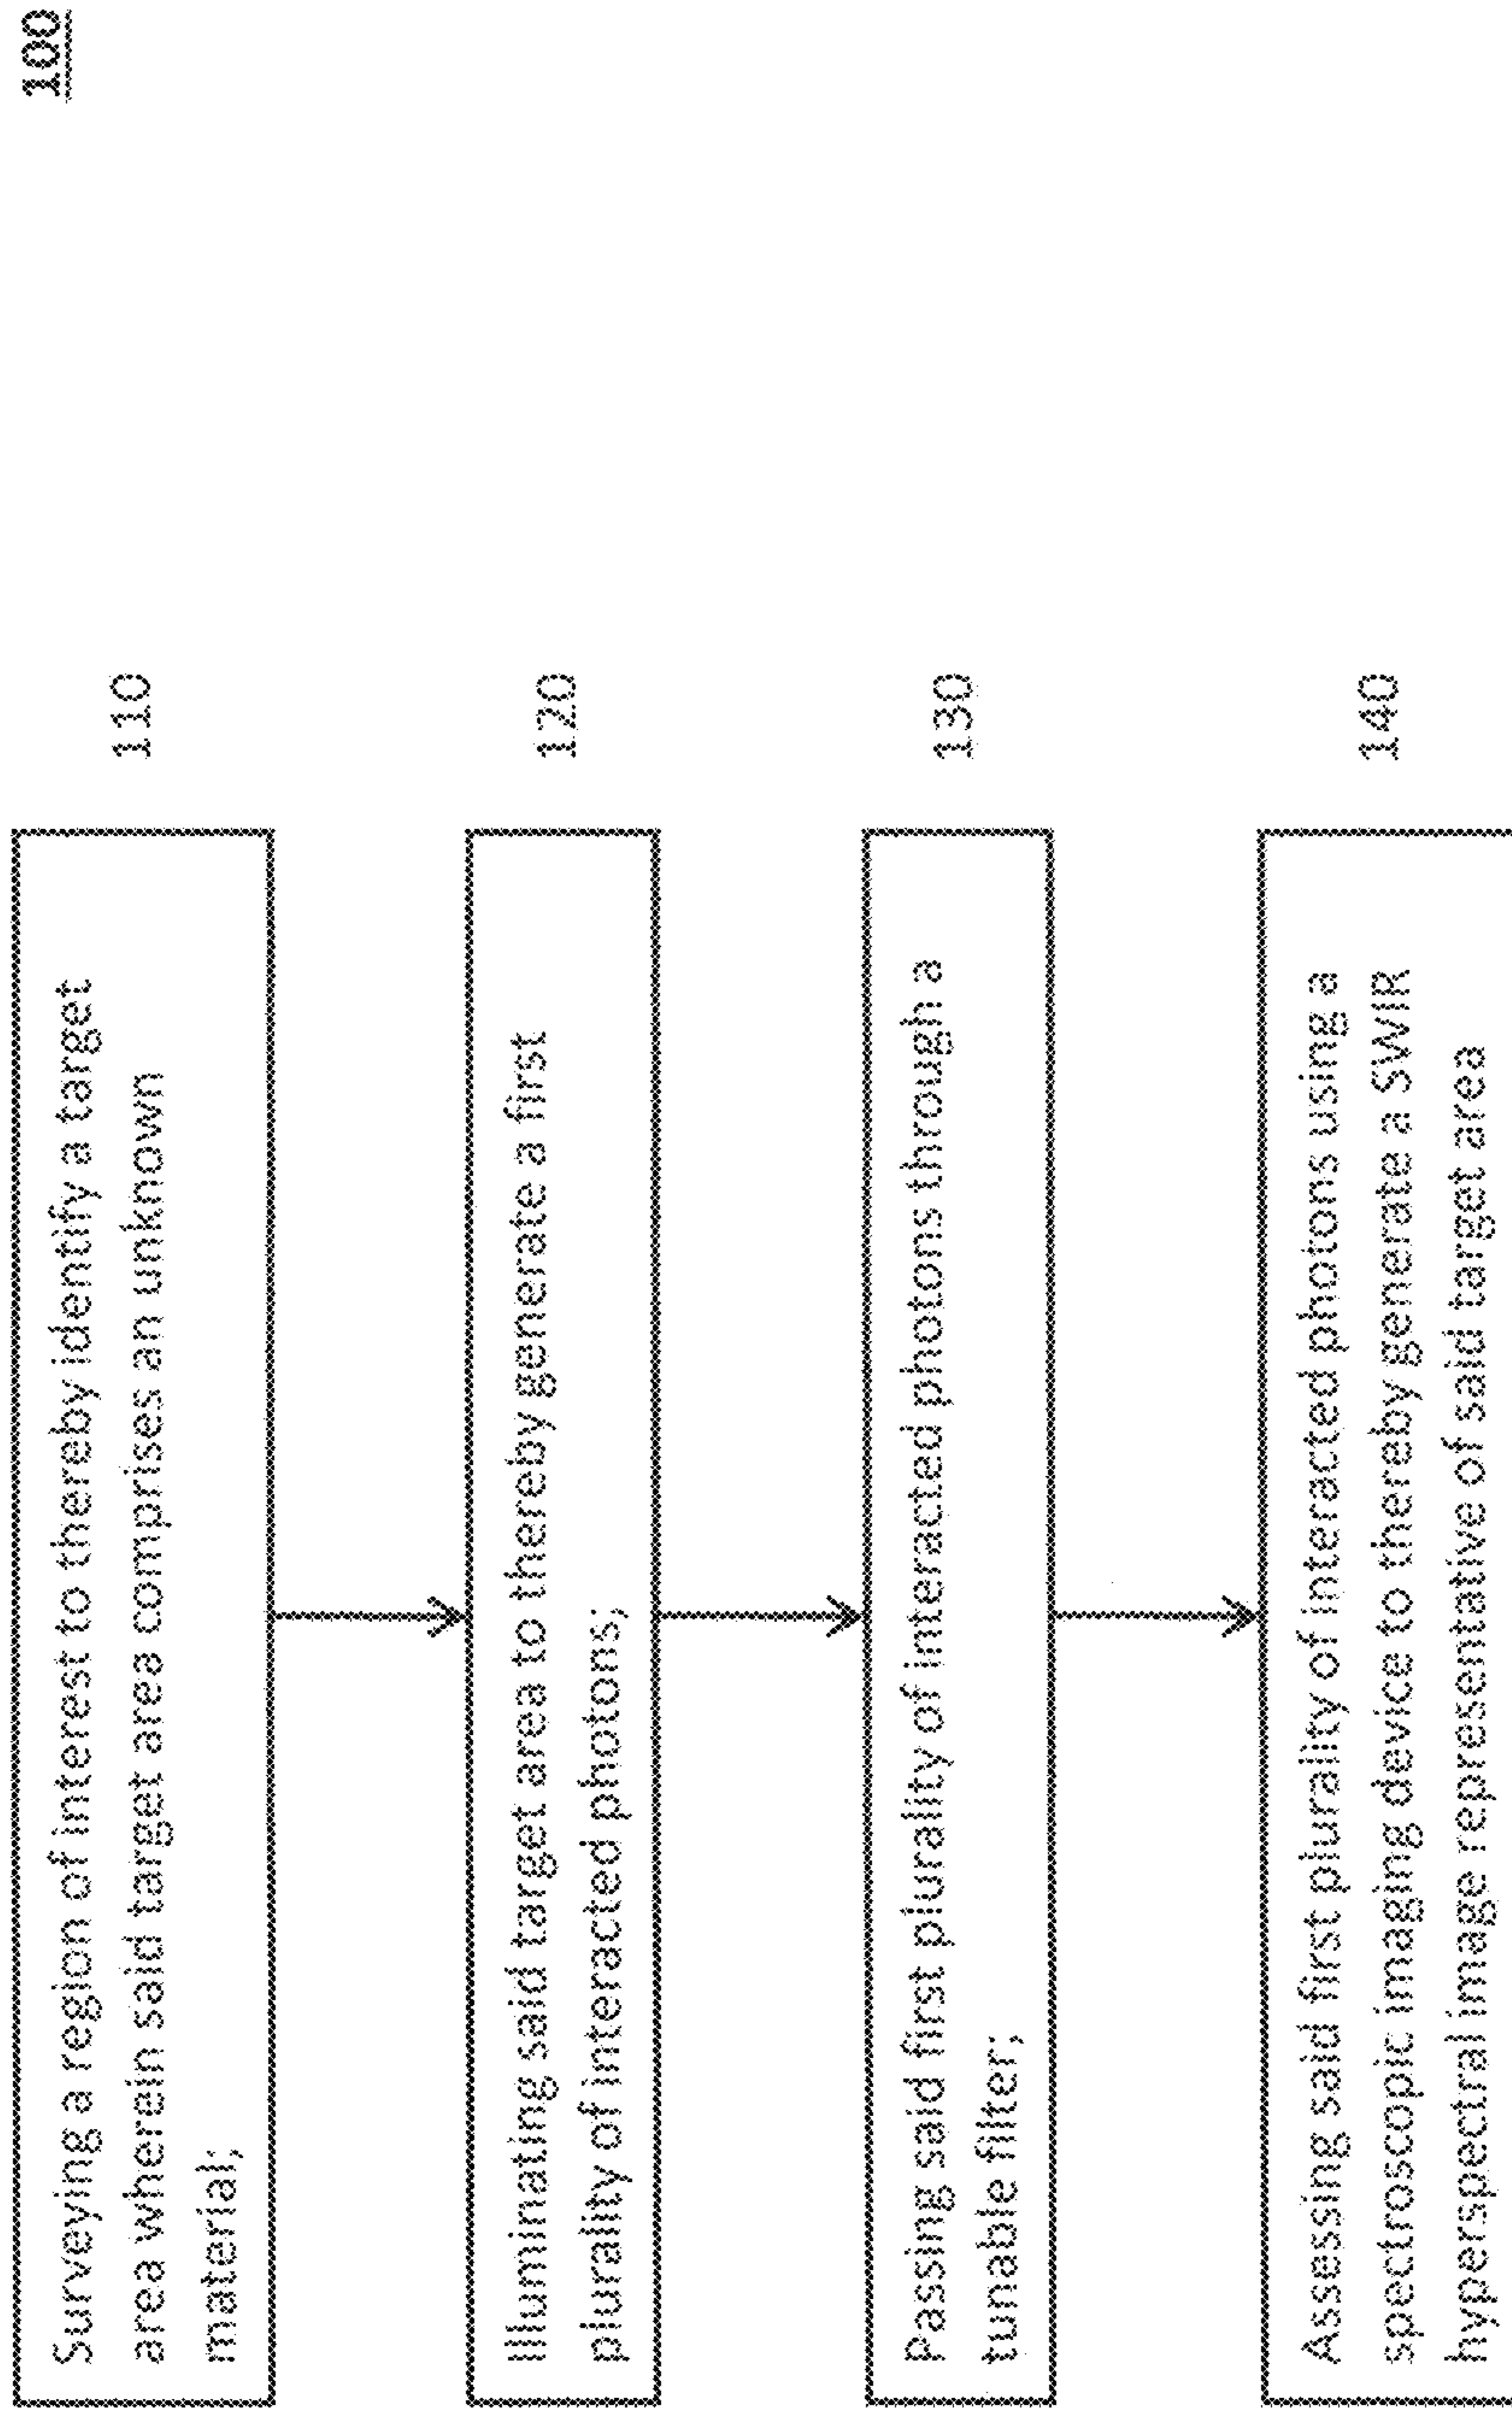 100
Surveying a region of interest to thereby identify a target
area wherein said target area comprises an unknown
material;
110
Illuminating said target area to thereby generate a first
plurality of interacted photons;
120
Passing said first plurality of interacted photons through a
tunable filter;
130
Assessing said first plurality of interacted photons using a
spectroscopic imaging device to thereby generate a SWIR
hyperspectral image representative of said target area
140